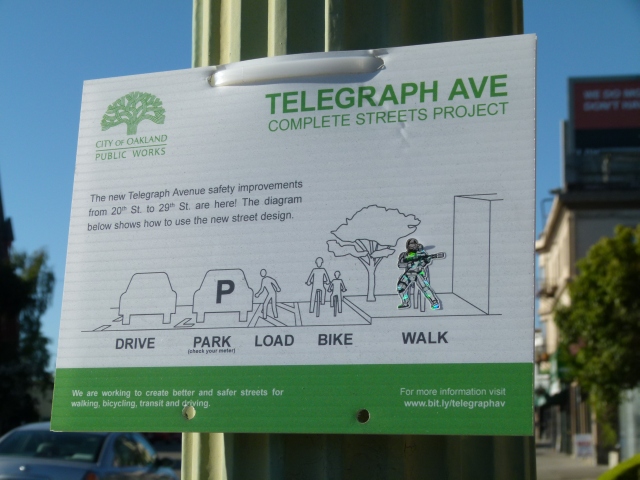 CITY OF OAKLAND
PUBLIC WORKS
TELEGRAPH AVE
COMPLETE STREETS PROJECT
The new Telegraph Avenue safety improvements
from 20th St. to 29th St. are here! The diagram
below shows how to use the new street design.
P
DRIVE
PARK
(check your meter)
LOAD
BIKE
WALK
We are working to create better and safer streets for
walking, bicycling, transit and driving.
For more information visit
www.bit.ly/telegraphav
WE DO
DON'T